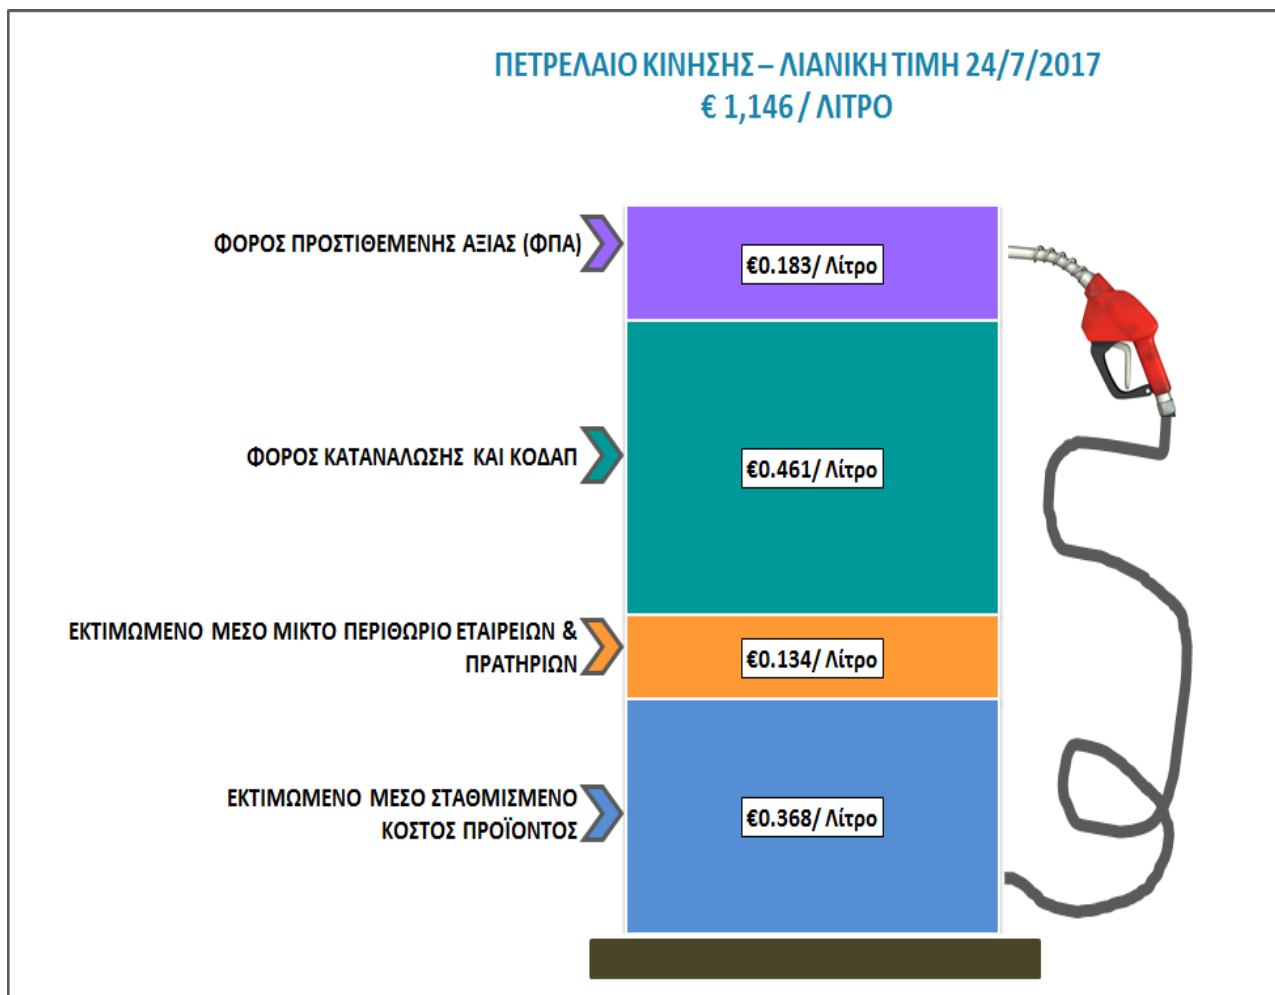 ΠΕΤΡΕΛΑΙΟ ΚΙΝΗΣΗΣ – ΛΙΑΝΙΚΗ ΤΙΜΗ 24/7/2017
€ 1,146 / ΛΙΤΡΟ
ΦΟΡΟΣ ΠΡΟΣΤΙΘΕΜΕΝΗΣ ΑΞΙΑΣ (ΦΠΑ)
€0.183/ Λίτρο
ΦΟΡΟΣ ΚΑΤΑΝΑΛΩΣΗΣ ΚΑΙ ΚΟΔΑΠ
€0.461/ Λίτρο
ΕΚΤΙΜΩΜΕΝΟ ΜΕΣΟ ΜΙΚΤΟ ΠΕΡΙΘΩΡΙΟ ΕΤΑΙΡΕΙΩΝ &
ΠΡΑΤΗΡΙΩΝ
€0.134/ Λίτρο
ΕΚΤΙΜΩΜΕΝΟ ΜΕΣΟ ΣΤΑΘΜΙΣΜΕΝΟ
ΚΟΣΤΟΣ ΠΡΟΪΟΝΤΟΣ
€0.368/ Λίτρο